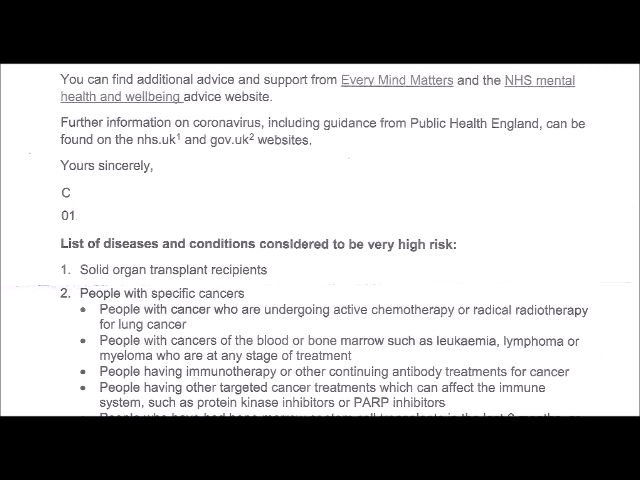 You can find additional advice and support from Every Mind Matters and the NHS mental
health and wellbeing advice website.
Further information on coronavirus, including guidance from Public Health England, can be
found on the nhs.uk¹ and gov.uk² websites.
Yours sincerely,
C
01
List of diseases and conditions considered to be very high risk:
1. Solid organ transplant recipients
2. People with specific cancers
• People with cancer who are undergoing active chemotherapy or radical radiotherapy
for lung cancer
• People with cancers of the blood or bone marrow such as leukaemia, lymphoma or
myeloma who are at any stage of treatment
• People having immunotherapy or other continuing antibody treatments for cancer
• People having other targeted cancer treatments which can affect the immune
system, such as protein kinase inhibitors or PARP inhibitors